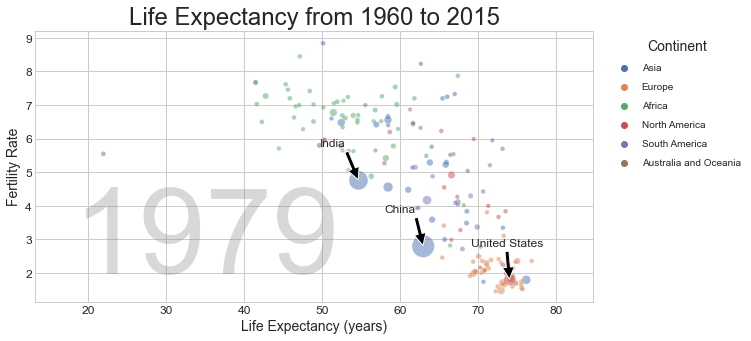 Life Expectancy from 1960 to 2015
Continent
Asia
Europe
Africa
North America
South America
Australia and Oceania
Fertility Rate
9
8
7
6
5
4
3
2
India
China
United States
1979
20
30
40
50
60
70
80
Life Expectancy (years)